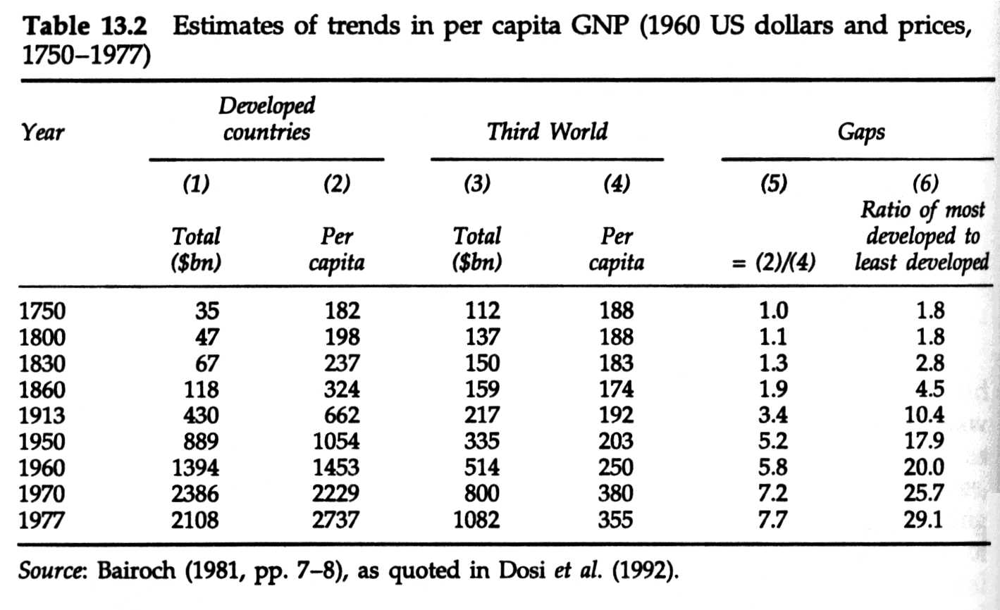 Table 13.2 Estimates of trends in per capita GNP (1960 US dollars and prices,
1750–1977)
Developed
Year countries Third World Gaps
(1) (2) (3) (4) (5) (6)
Ratio of most
Total Per Total Per developed to
($bn) capita ($bn) capita = (2)/(4) least developed
1750 35 182 112 188 1.0 1.8
1800 47 198 137 188 1.1 1.8
1830 67 237 150 183 1.3 2.8
1860 118 324 159 174 1.9 4.5
1913 430 662 217 192 3.4 10.4
1950 889 1054 335 203 5.2 17.9
1960 1394 1453 514 250 5.8 20.0
1970 2386 2229 800 380 7.2 25.7
1977 2108 2737 1082 355 7.7 29.1
Source: Bairoch (1981, pp. 7–8), as quoted in Dosi et al. (1992).